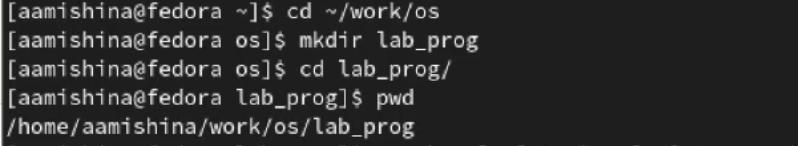 [aamishina@fedora ~]$ cd ~/work/os
[aamishina@fedora os]$ mkdir lab_prog
[aamishina@fedora os]$ cd lab_prog/
[aamishina@fedora lab_prog]$ pwd
/home/aamishina/work/os/lab_prog